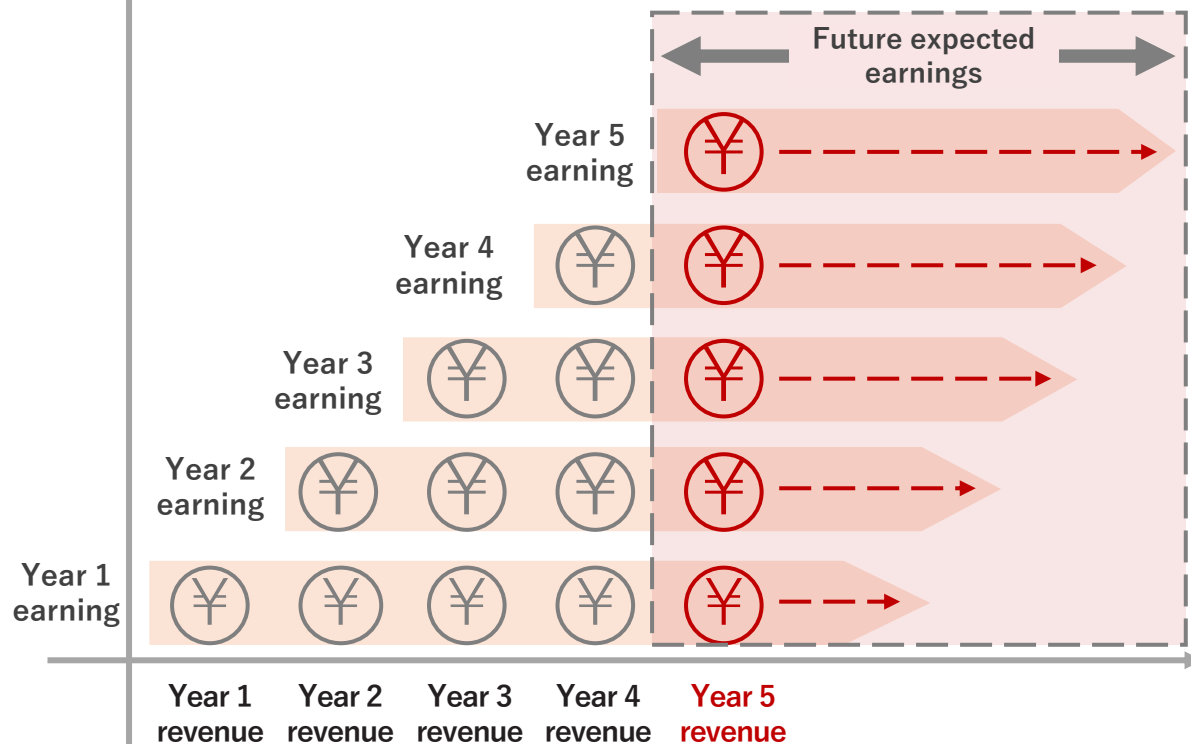 Future expected
earnings
Year 5
earning
¥
Year 4
earning
¥ ¥
Year 3
earning
¥ ¥ ¥
Year 2
earning
¥ ¥ ¥ ¥
Year 1
earning
¥ ¥ ¥ ¥ ¥
Year 1
revenue
Year 2
revenue
Year 3
revenue
Year 4
revenue
Year 5
revenue